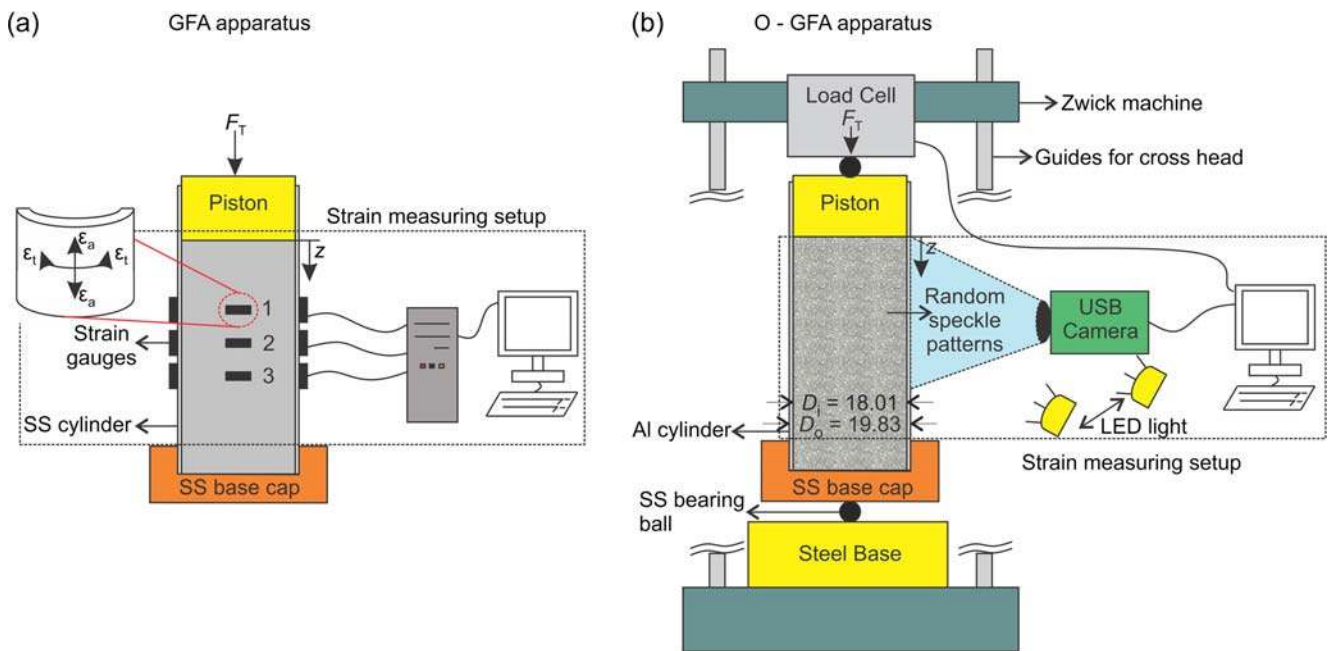 (a)
GFA apparatus
F_T
Piston
Strain measuring setup
ε_a
ε_t
ε_t
ε_a
z
1
2
3
Strain
gauges
SS cylinder
SS base cap
(b)
O - GFA apparatus
Load Cell
F_T
Zwick machine
Guides for cross head
Piston
z
Random
speckle
patterns
USB
Camera
D_i = 18.01
D_o = 19.83
LED light
Al cylinder
Strain measuring setup
SS base cap
SS bearing
ball
Steel Base